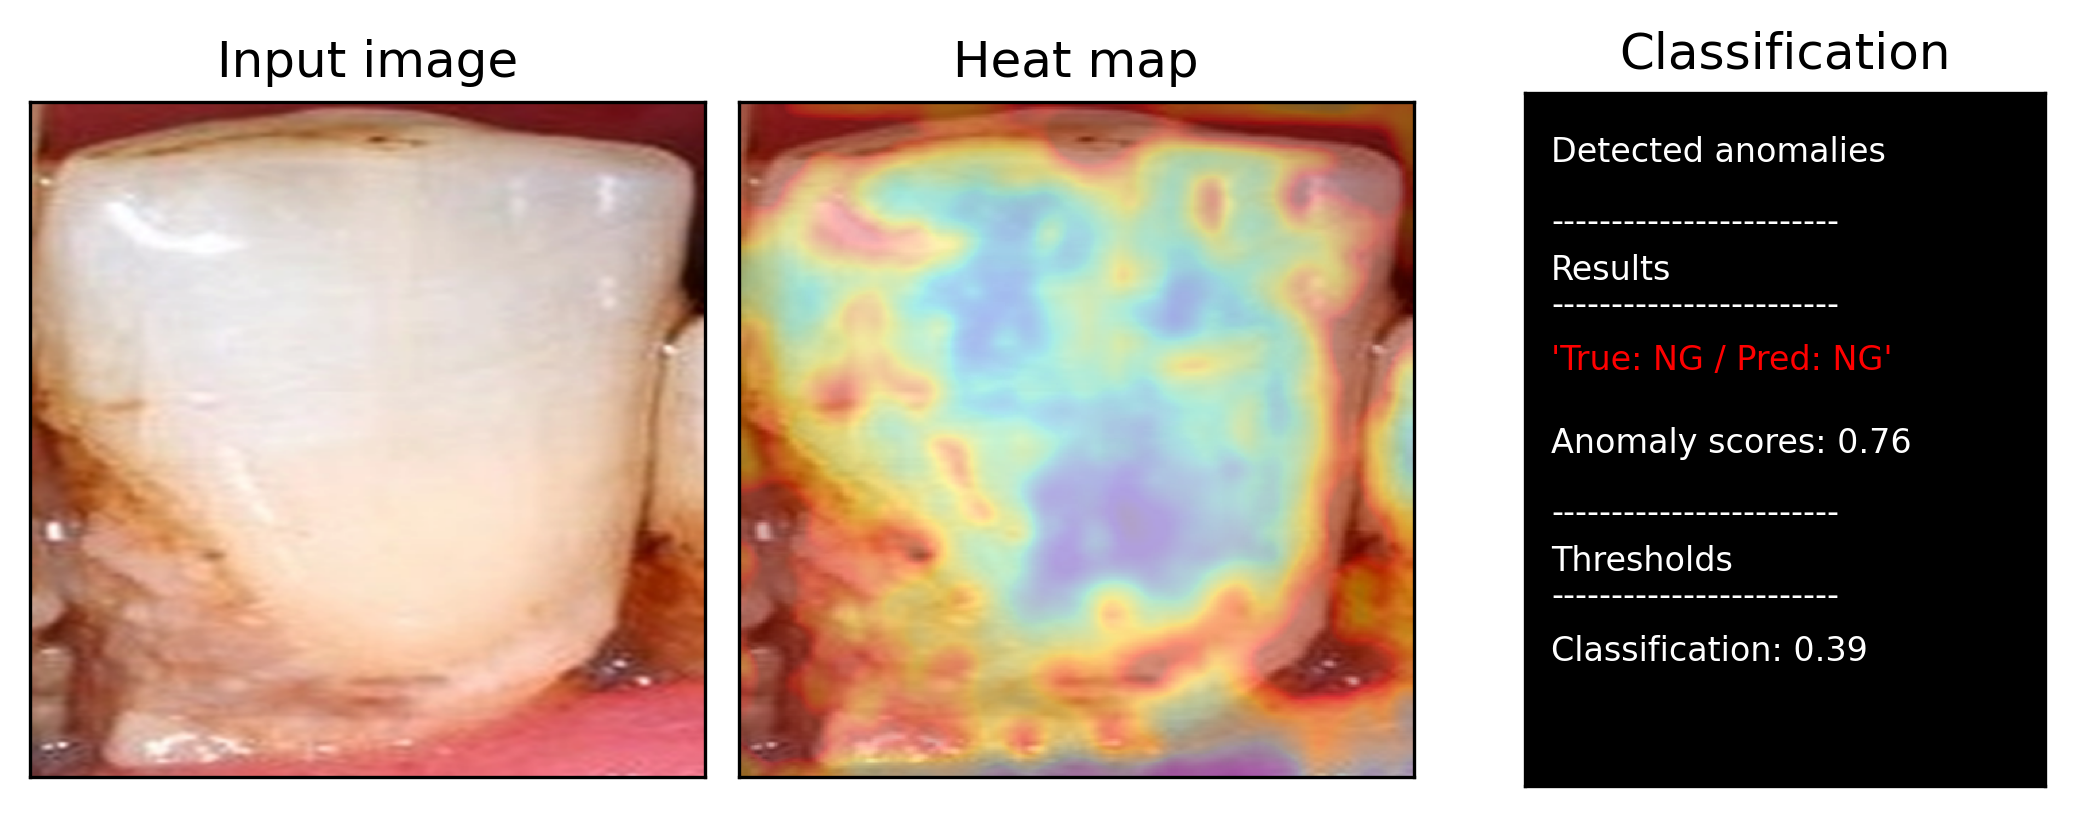 Input image
Heat map
Classification
Detected anomalies
------------------------
Results
------------------------
'True: NG / Pred: NG'
Anomaly scores: 0.76
------------------------
Thresholds
------------------------
Classification: 0.39